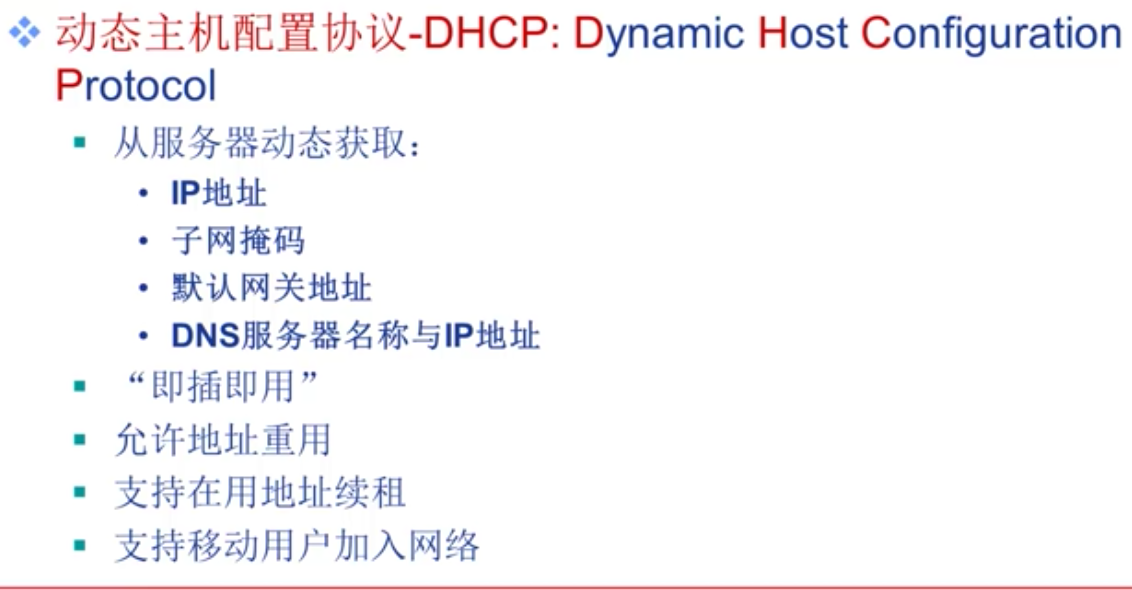 动态主机配置协议-DHCP: Dynamic Host Configuration
Protocol
从服务器动态获取：
IP地址
子网掩码
默认网关地址
DNS服务器名称与IP地址
“即插即用”
允许地址重用
支持在用地址续租
支持移动用户加入网络